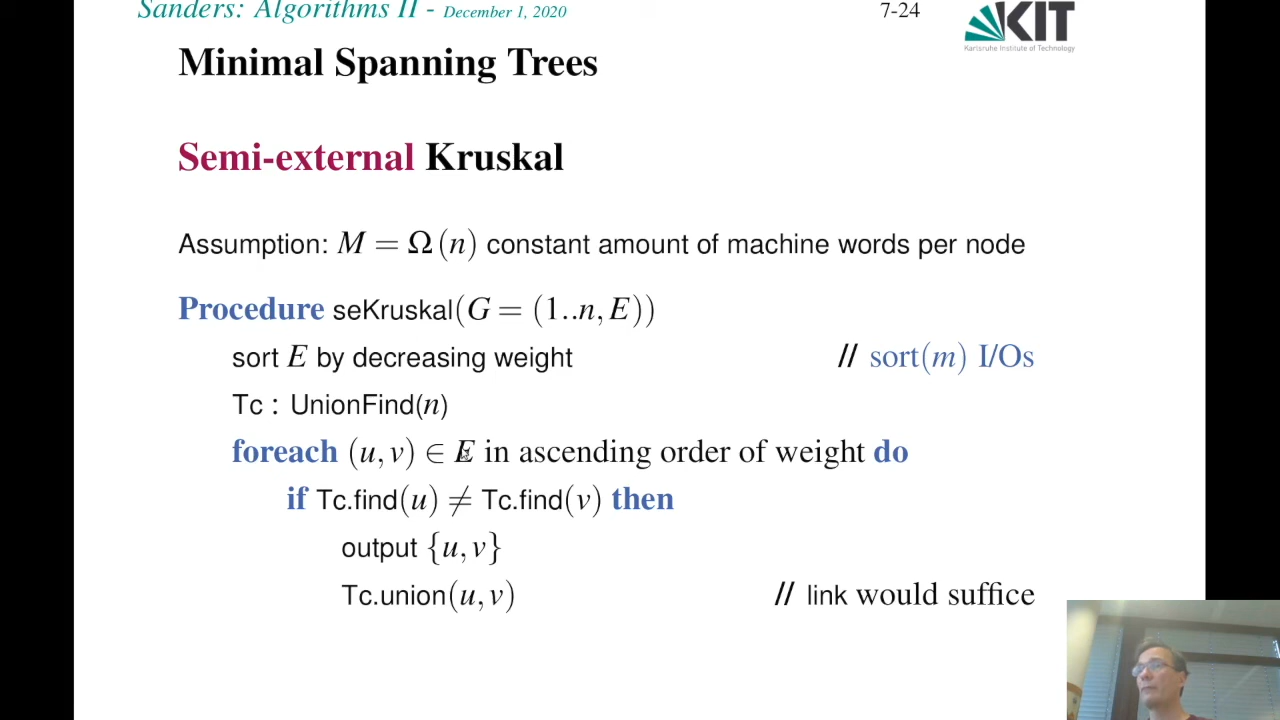 Sanders: Algorithms II - December 1, 2020 7-24
KIT
Karlsruhe Institute of Technology
Minimal Spanning Trees
Semi-external Kruskal
Assumption: M = Ω(n) constant amount of machine words per node
Procedure seKruskal(G = (1..n, E))
sort E by decreasing weight // sort(m) I/Os
Tc : UnionFind(n)
foreach (u, v) ∈ E in ascending order of weight do
if Tc.find(u) ≠ Tc.find(v) then
output {u, v}
Tc.union(u, v) // link would suffice